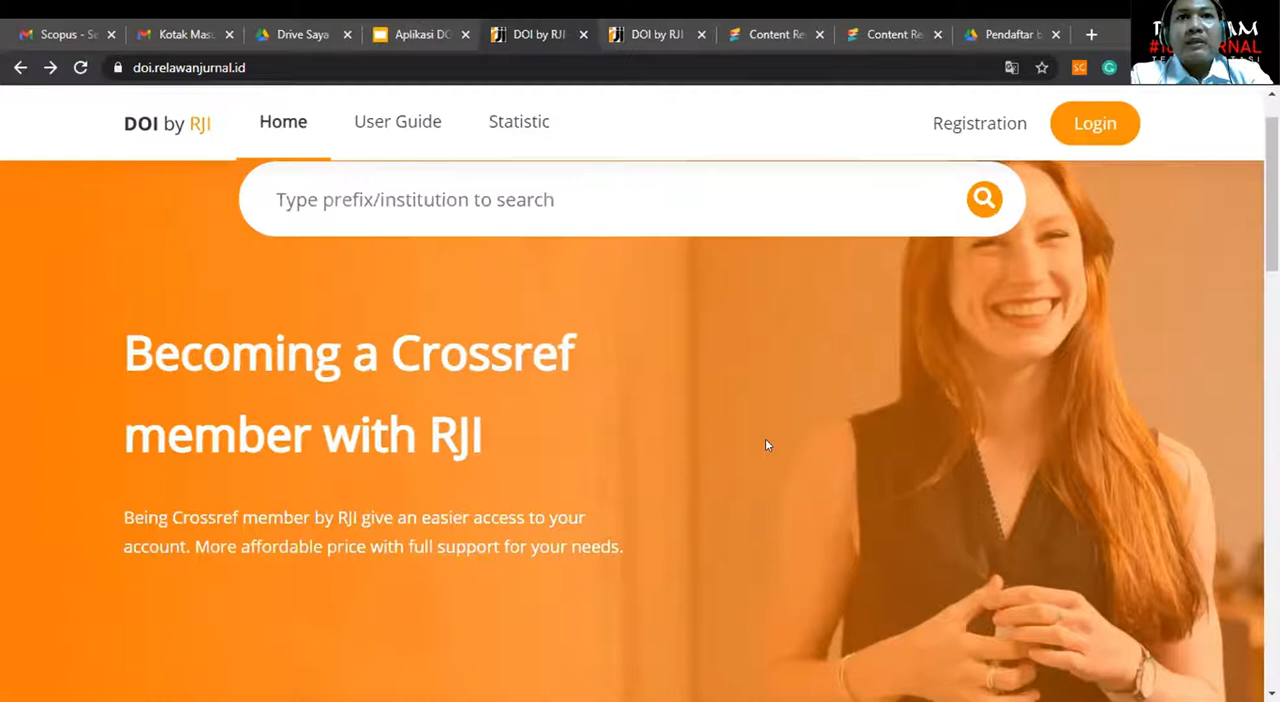 Scopus - Se
Kotak Mas
Drive Saya
Aplikasi DO
DOI by RJI
DOI by RJI
Content Re
Content Re
Pendaftar b
doi.relawanjurnal.id
SC
DOI by RJI
Home
User Guide
Statistic
Registration
Login
Type prefix/institution to search
Becoming a Crossref
member with RJI
Being Crossref member by RJI give an easier access to your
account. More affordable price with full support for your needs.